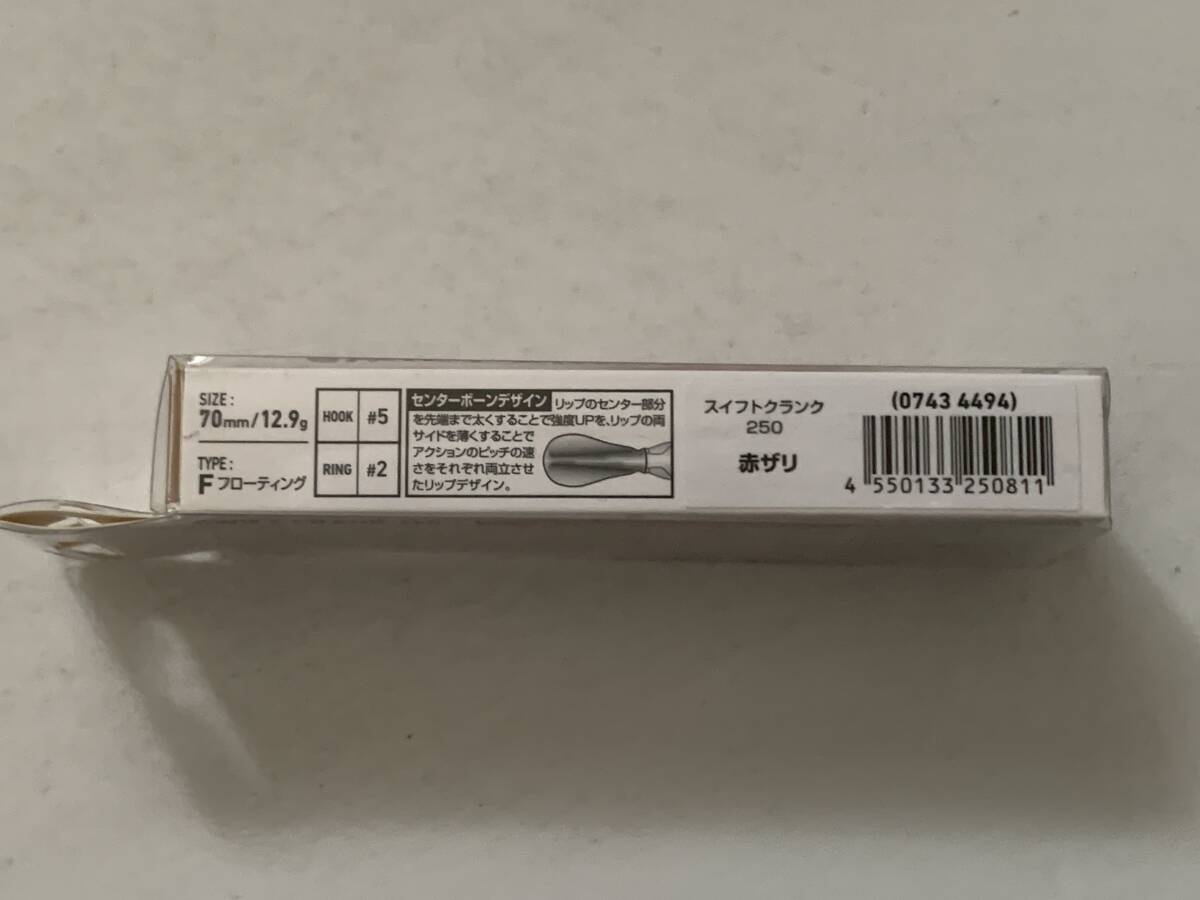 SIZE:
70mm/12.9g
TYPE:
F フローティング
HOOK #5
RING #2
センターボーンデザイン リップのセンター部分
を先端まで太くすることで強度UPを、リップの両
サイドを薄くすることで
アクションのピッチの速
さをそれぞれ両立させ
たリップデザイン。
スイフトクランク
250
赤ザリ
(0743 4494)
4 550133 250811